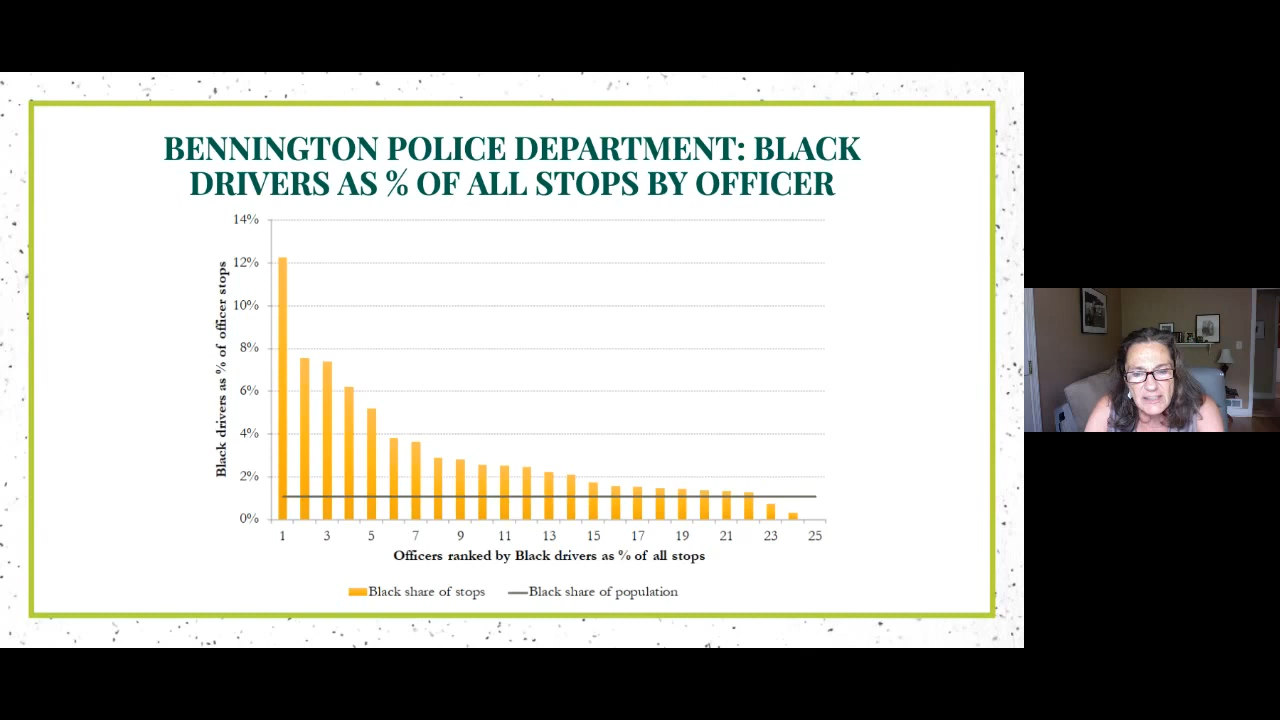 BENNINGTON POLICE DEPARTMENT: BLACK
DRIVERS AS % OF ALL STOPS BY OFFICER
Black drivers as % of officer stops
14%
12%
10%
8%
6%
4%
2%
0%
1 3 5 7 9 11 13 15 17 19 21 23 25
Officers ranked by Black drivers as % of all stops
Black share of stops Black share of population